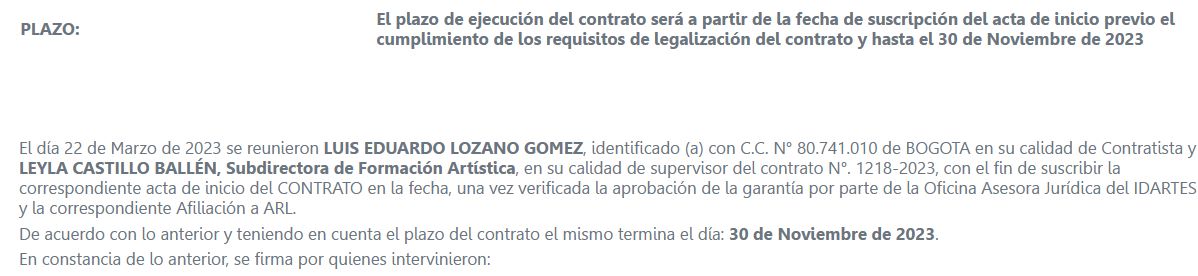 PLAZO:
El plazo de ejecución del contrato será a partir de la fecha de suscripción del acta de inicio previo el
cumplimiento de los requisitos de legalización del contrato y hasta el 30 de Noviembre de 2023
El día 22 de Marzo de 2023 se reunieron LUIS EDUARDO LOZANO GOMEZ, identificado (a) con C.C. N° 80.741.010 de BOGOTA en su calidad de Contratista y
LEYLA CASTILLO BALLÉN, Subdirectora de Formación Artística, en su calidad de supervisor del contrato N°. 1218-2023, con el fin de suscribir la
correspondiente acta de inicio del CONTRATO en la fecha, una vez verificada la aprobación de la garantía por parte de la Oficina Asesora Jurídica del IDARTES
y la correspondiente Afiliación a ARL.
De acuerdo con lo anterior y teniendo en cuenta el plazo del contrato el mismo termina el día: 30 de Noviembre de 2023.
En constancia de lo anterior, se firma por quienes intervinieron: